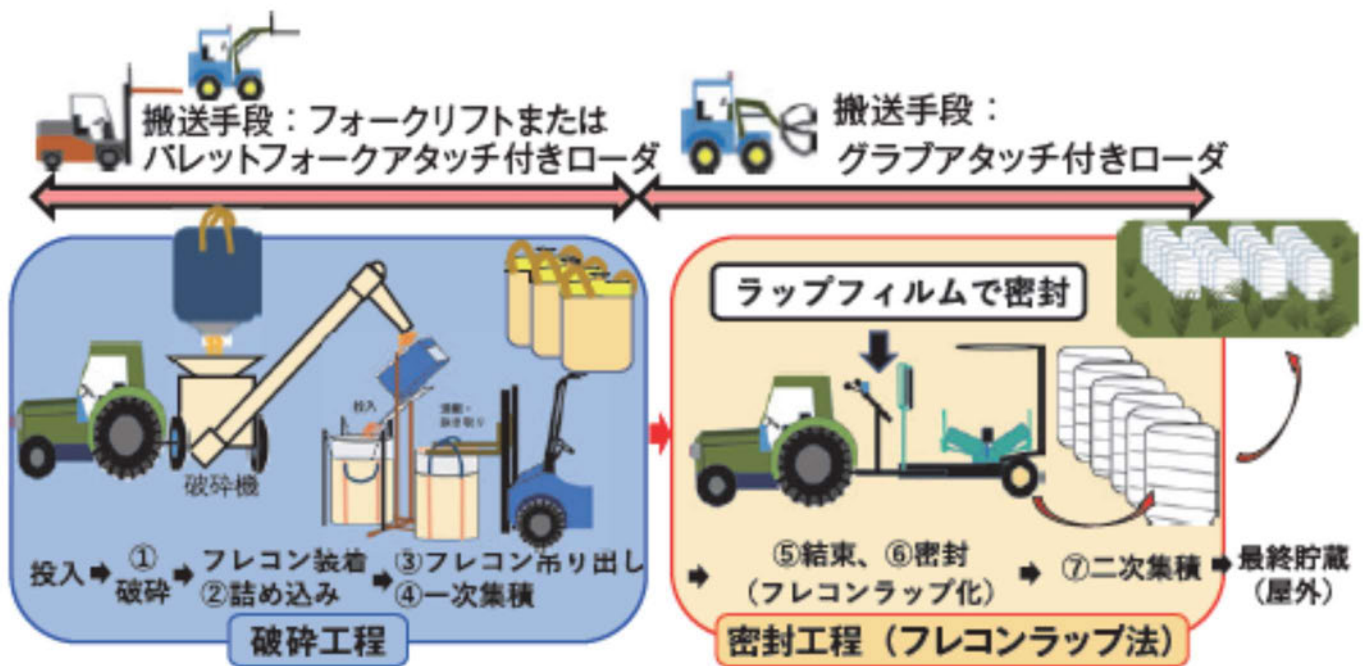 搬送手段：フォークリフトまたは
パレットフォークアタッチ付きローダ
搬送手段：
グラブアタッチ付きローダ
ラップフィルムで密封
投入
破砕機
投入➡①破砕➡フレコン装着②詰め込み➡③フレコン吊り出し④一次集積
➡⑤結束、⑥密封（フレコンラップ化）➡⑦二次集積➡最終貯蔵（屋外）
破砕工程
密封工程（フレコンラップ法）